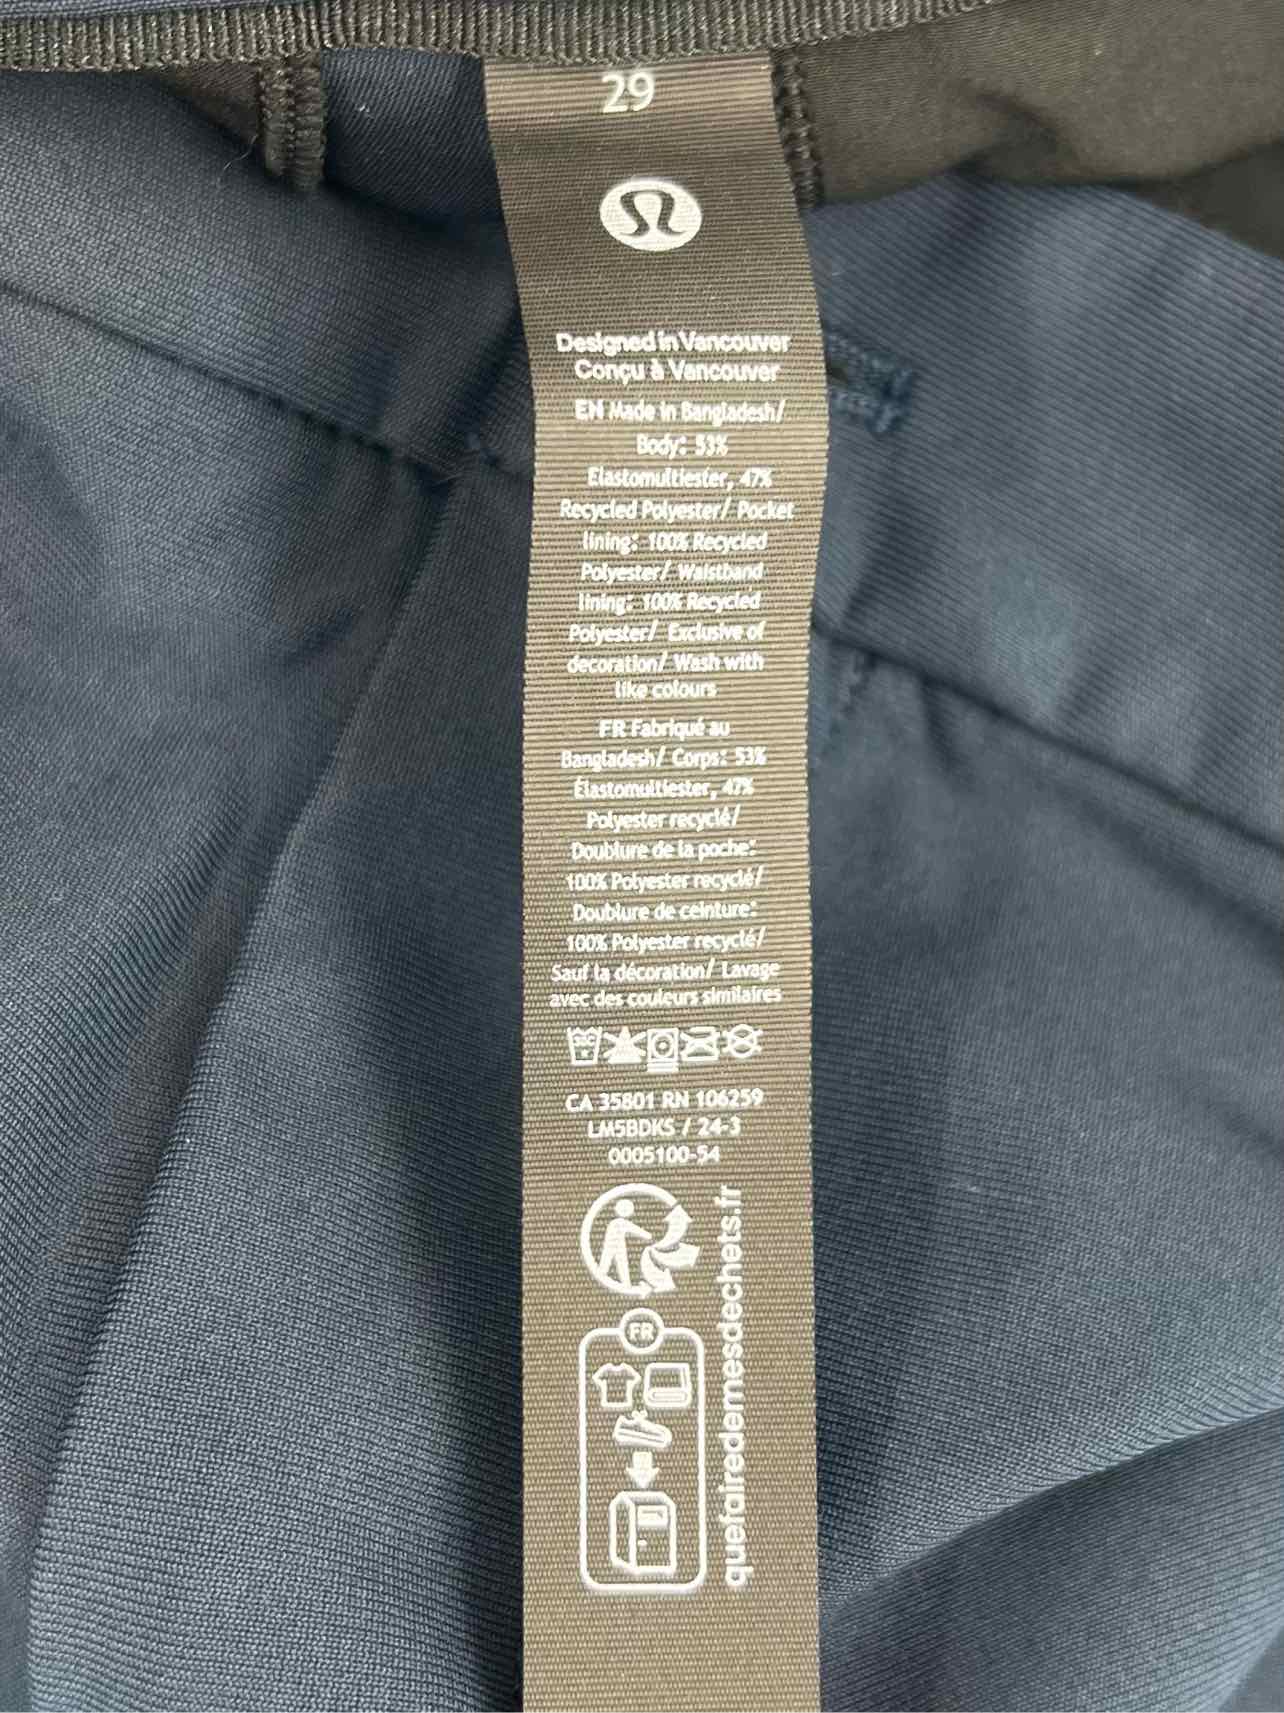 29
Designed in Vancouver
Conçu à Vancouver
EN Made in Bangladesh/
Body: 53%
Elastomultiester, 47%
Recycled Polyester/ Pocket
lining: 100% Recycled
Polyester/ Waistband
lining: 100% Recycled
Polyester/ Exclusive of
decoration/ Wash with
like colours
FR Fabriqué au
Bangladesh/ Corps: 53%
Élastomultiester, 47%
Polyester recyclé/
Doublure de la poche:
100% Polyester recyclé/
Doublure de ceinture:
100% Polyester recyclé/
Sauf la décoration/ Lavage
avec des couleurs similaires
CA 35801 RN 106259
LM5BDKS / 24-3
0005100-54
quefairedemesdechets.fr
FR